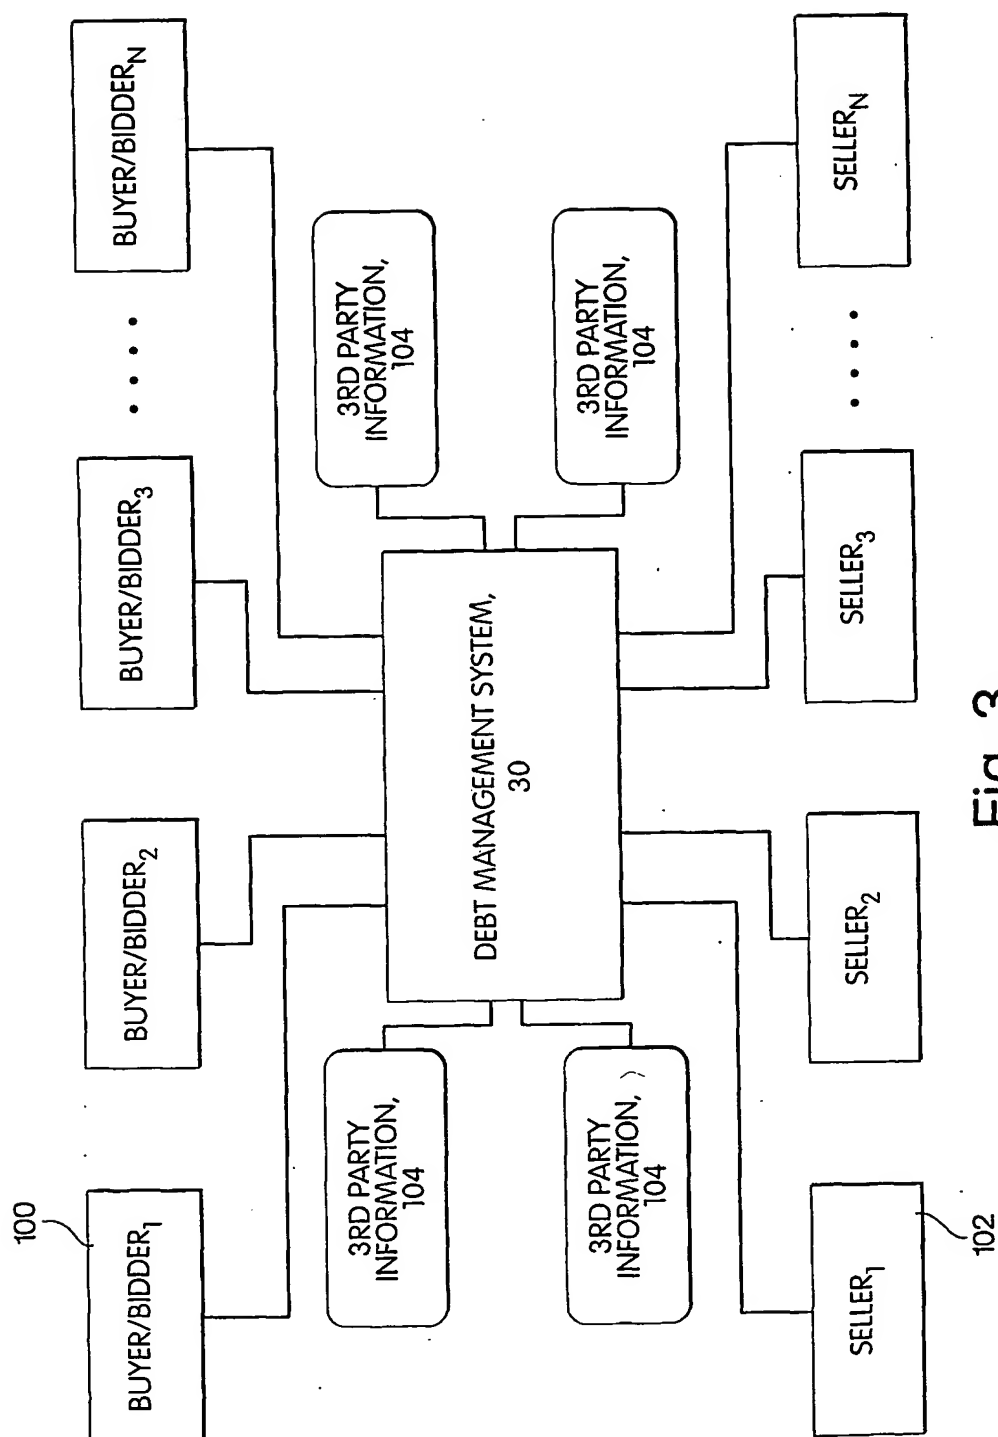 100
BUYER/BIDDER1
BUYER/BIDDER2
BUYER/BIDDER3
BUYER/BIDDERN
3RD PARTY
INFORMATION,
104
3RD PARTY
INFORMATION,
104
DEBT MANAGEMENT SYSTEM,
30
3RD PARTY
INFORMATION,
104
3RD PARTY
INFORMATION,
104
SELLER1
SELLER2
SELLER3
SELLERN
102
Fig. 3